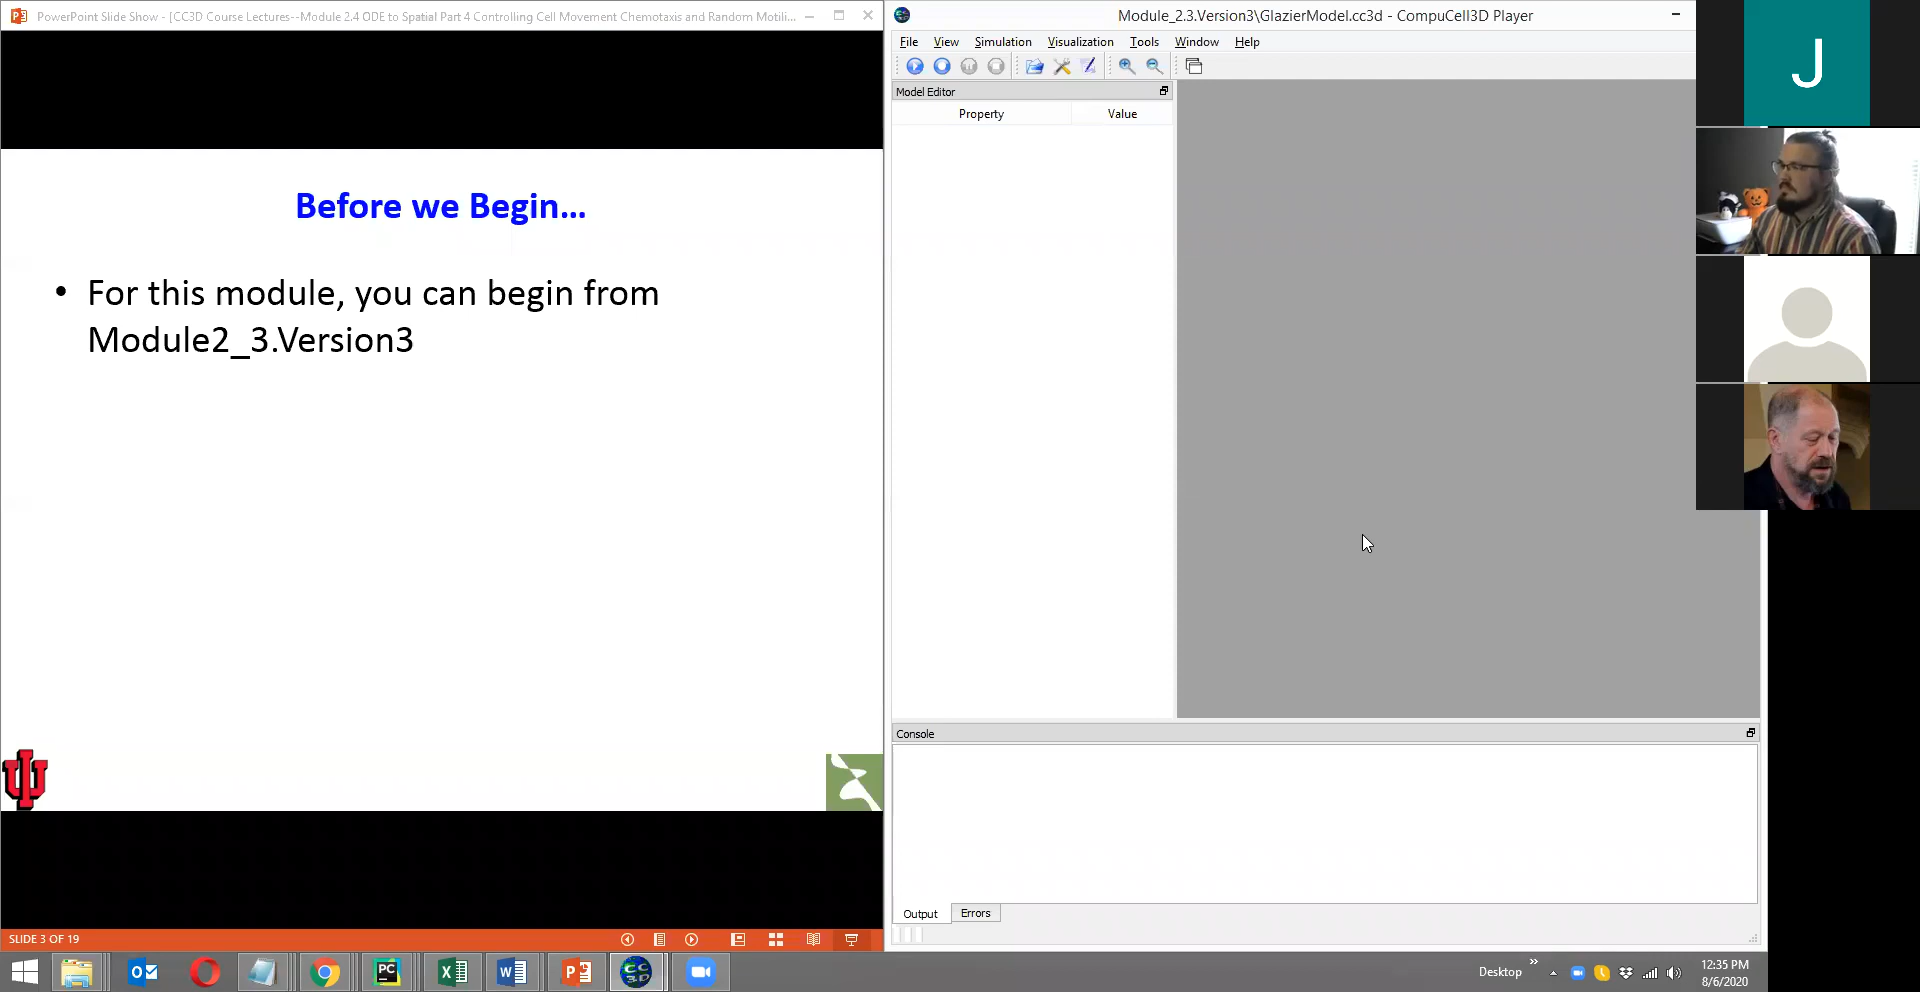 PowerPoint Slide Show - [CC3D Course Lectures--Module 2.4 ODE to Spatial Part 4 Controlling Cell Movement Chemotaxis and Random Motili...
Before we Begin...
• For this module, you can begin from
Module2_3.Version3
SLIDE 3 OF 19
Module_2.3.Version3\GlazierModel.cc3d - CompuCell3D Player
File View Simulation Visualization Tools Window Help
Model Editor
Property Value
Console
Output Errors
J
Desktop
12:35 PM
8/6/2020